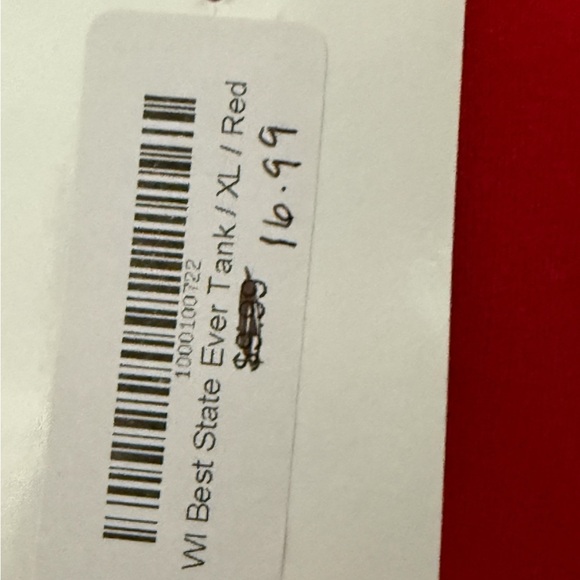 1000100722
WI Best State Ever Tank / XL / Red
16.99